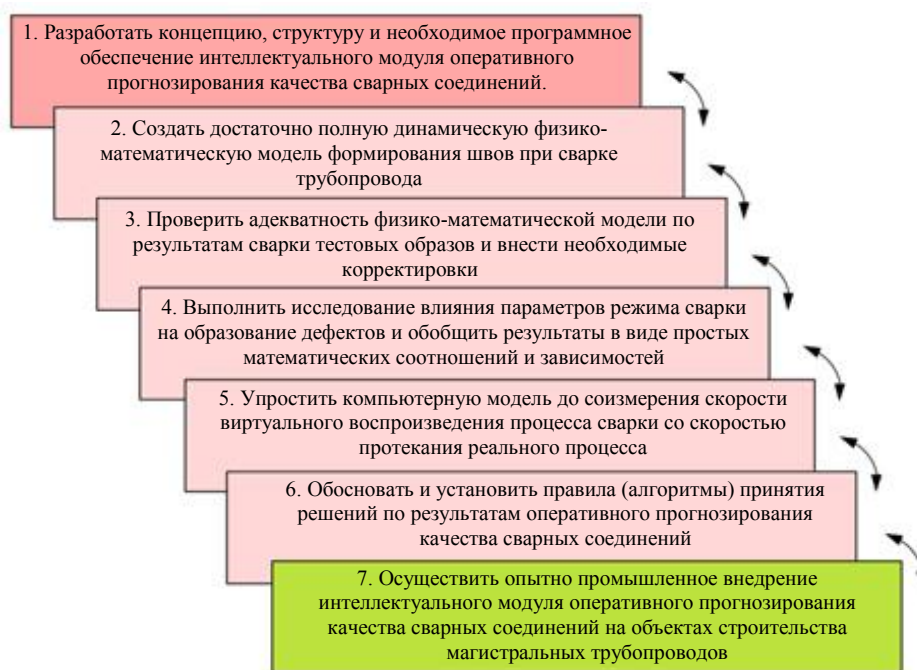 1. Разработать концепцию, структуру и необходимое программное
обеспечение интеллектуального модуля оперативного
прогнозирования качества сварных соединений.
2. Создать достаточно полную динамическую физико-
математическую модель формирования швов при сварке
трубопровода
3. Проверить адекватность физико-математической модели по
результатам сварки тестовых образов и внести необходимые
корректировки
4. Выполнить исследование влияния параметров режима сварки
на образование дефектов и обобщить результаты в виде простых
математических соотношений и зависимостей
5. Упростить компьютерную модель до соизмерения скорости
виртуального воспроизведения процесса сварки со скоростью
протекания реального процесса
6. Обосновать и установить правила (алгоритмы) принятия
решений по результатам оперативного прогнозирования
качества сварных соединений
7. Осуществить опытно промышленное внедрение
интеллектуального модуля оперативного прогнозирования
качества сварных соединений на объектах строительства
магистральных трубопроводов